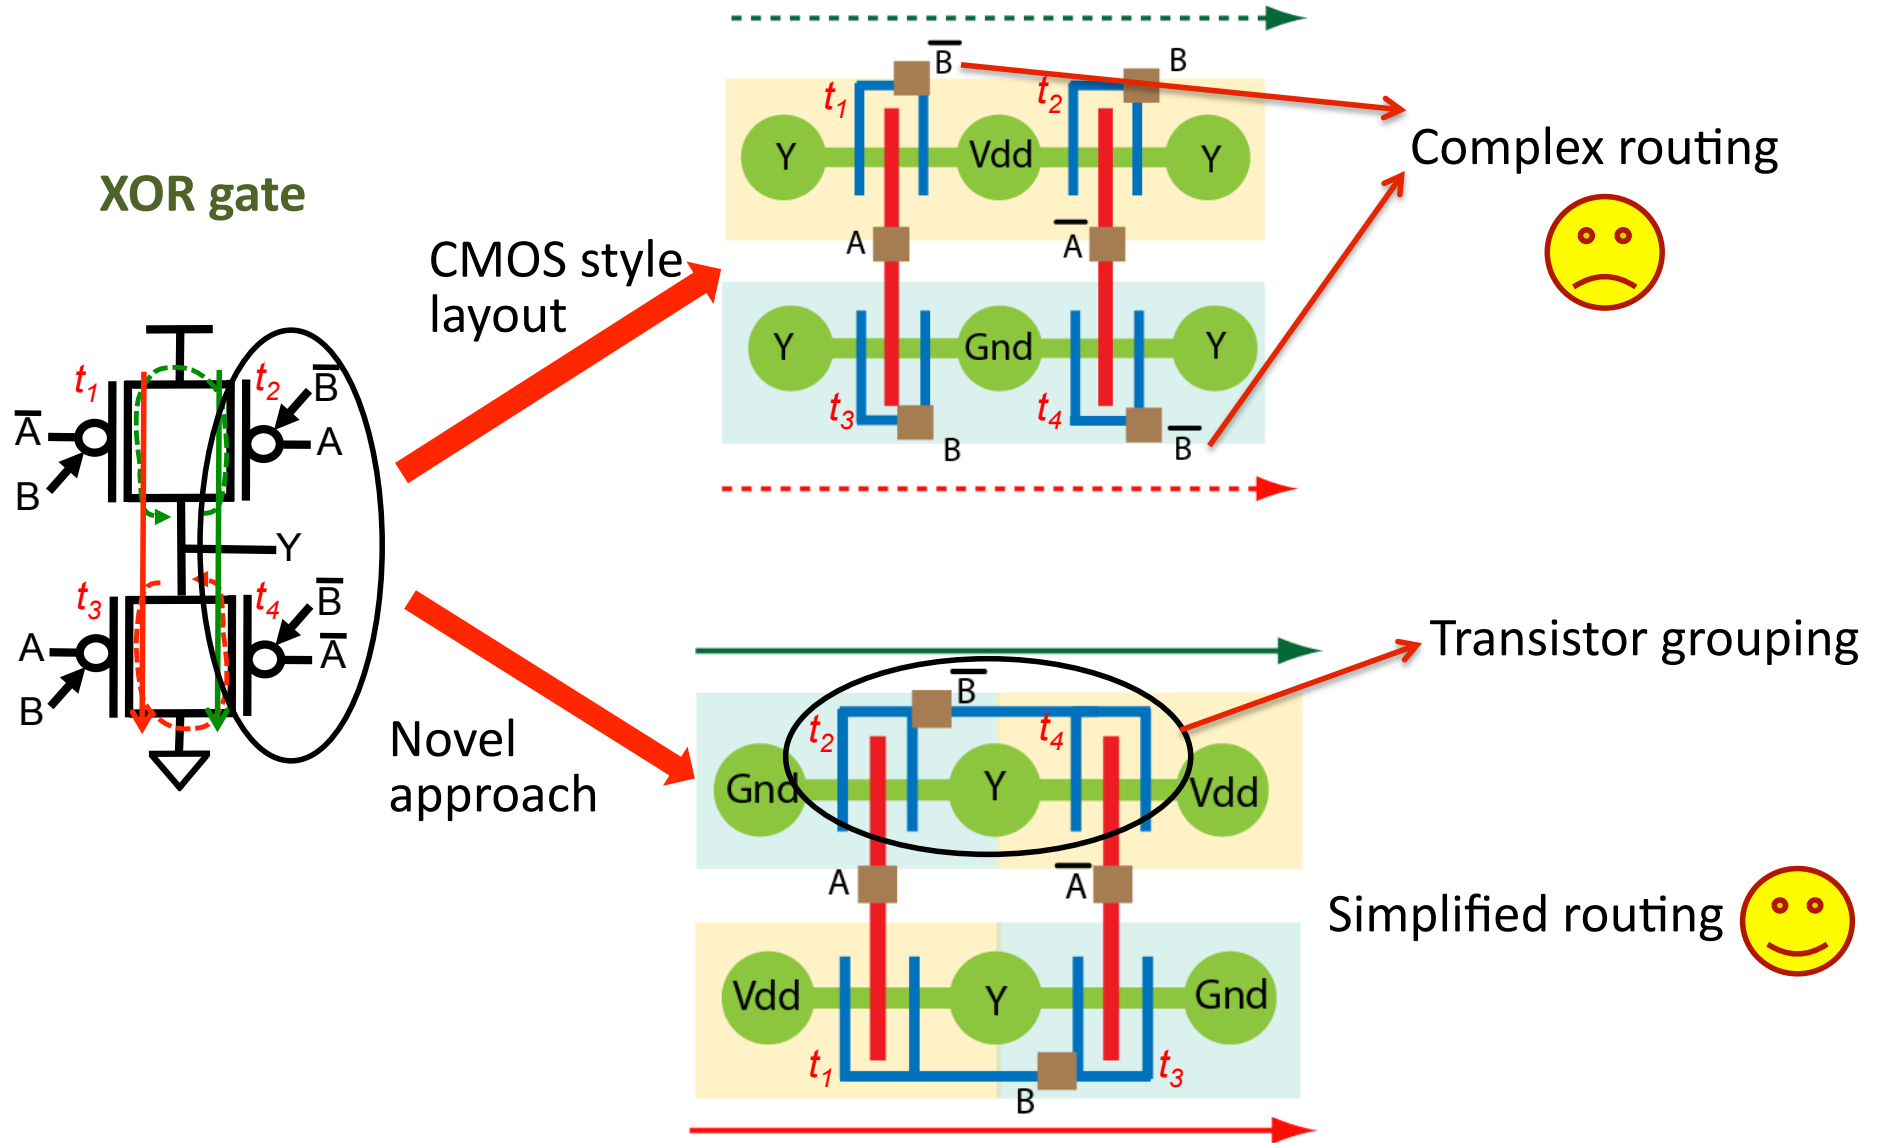 XOR gate
t1
t2
A̅
B
B̅
A
Y
t3
t4
A
B
B̅
A̅
CMOS style
layout
Novel
approach
B̅
B
t1
t2
Y
Vdd
Y
A
A̅
Y
Gnd
Y
t3
t4
B
B̅
Complex routing
B̅
t2
t4
Gnd
Y
Vdd
A
A̅
Vdd
Y
Gnd
t1
t3
B
Transistor grouping
Simplified routing